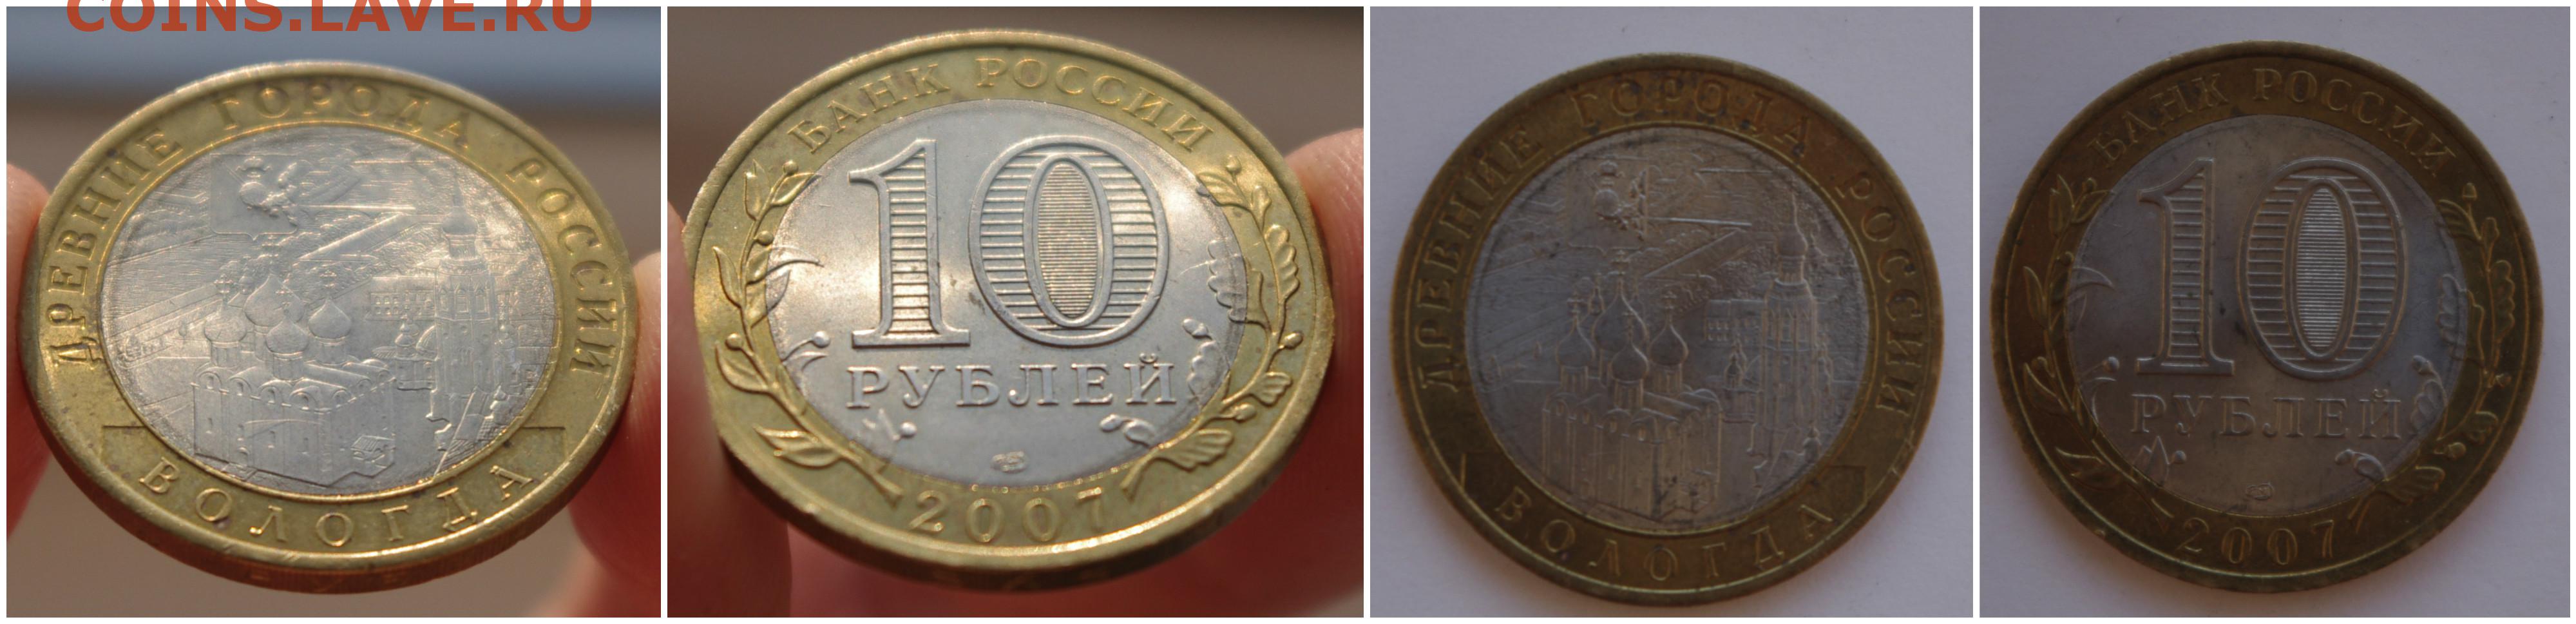 COINS.LAVE.RU
ДРЕВНИЕ ГОРОДА РОССИИ
ВОЛОГДА
БАНК РОССИИ
10
РУБЛЕЙ
2007
ДРЕВНИЕ ГОРОДА РОССИИ
ВОЛОГДА
БАНК РОССИИ
10
РУБЛЕЙ
2007